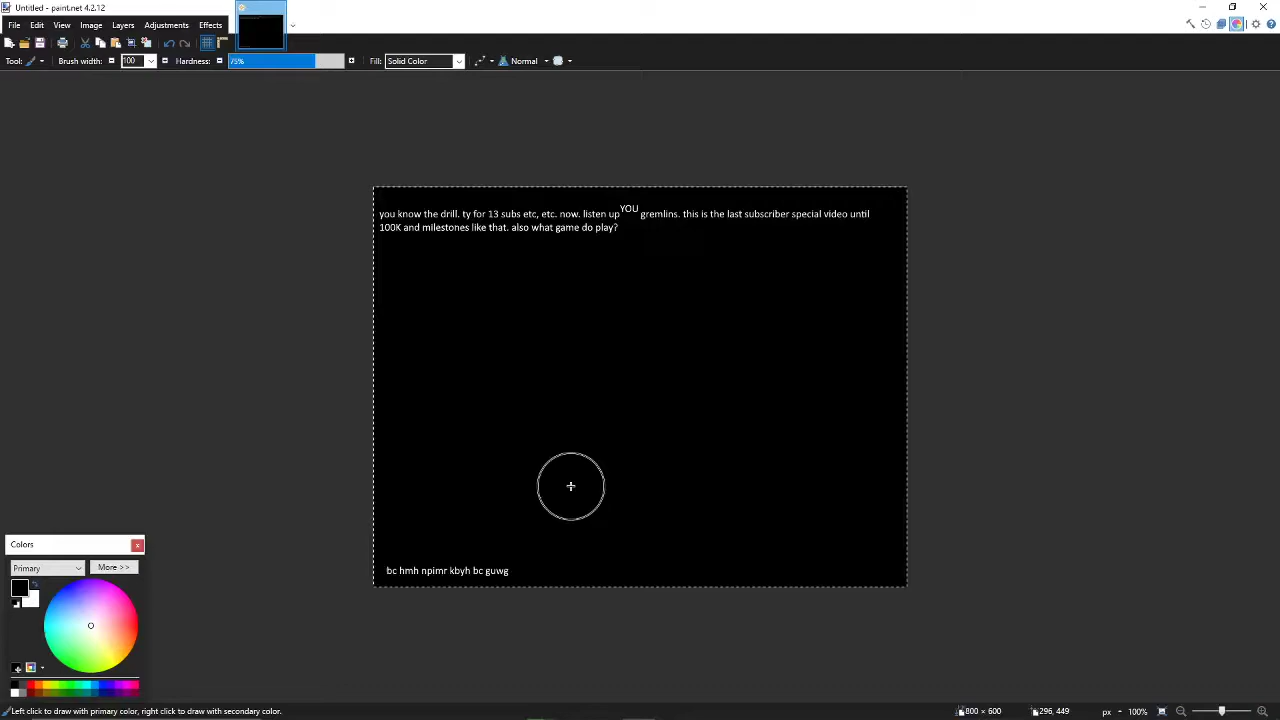 Untitled - paint.net 4.2.12
File Edit View Image Layers Adjustments Effects
Tool: Brush width: 100 Hardness: 75% Fill: Solid Color Normal
you know the drill. ty for 13 subs etc, etc. now. listen up YOU gremlins. this is the last subscriber special video until
100K and milestones like that. also what game do play?
bc hmh npimr kbyh bc guwg
Colors
Primary More >>
Left click to draw with primary color, right click to draw with secondary color. 800 × 600 296, 449 px 100%